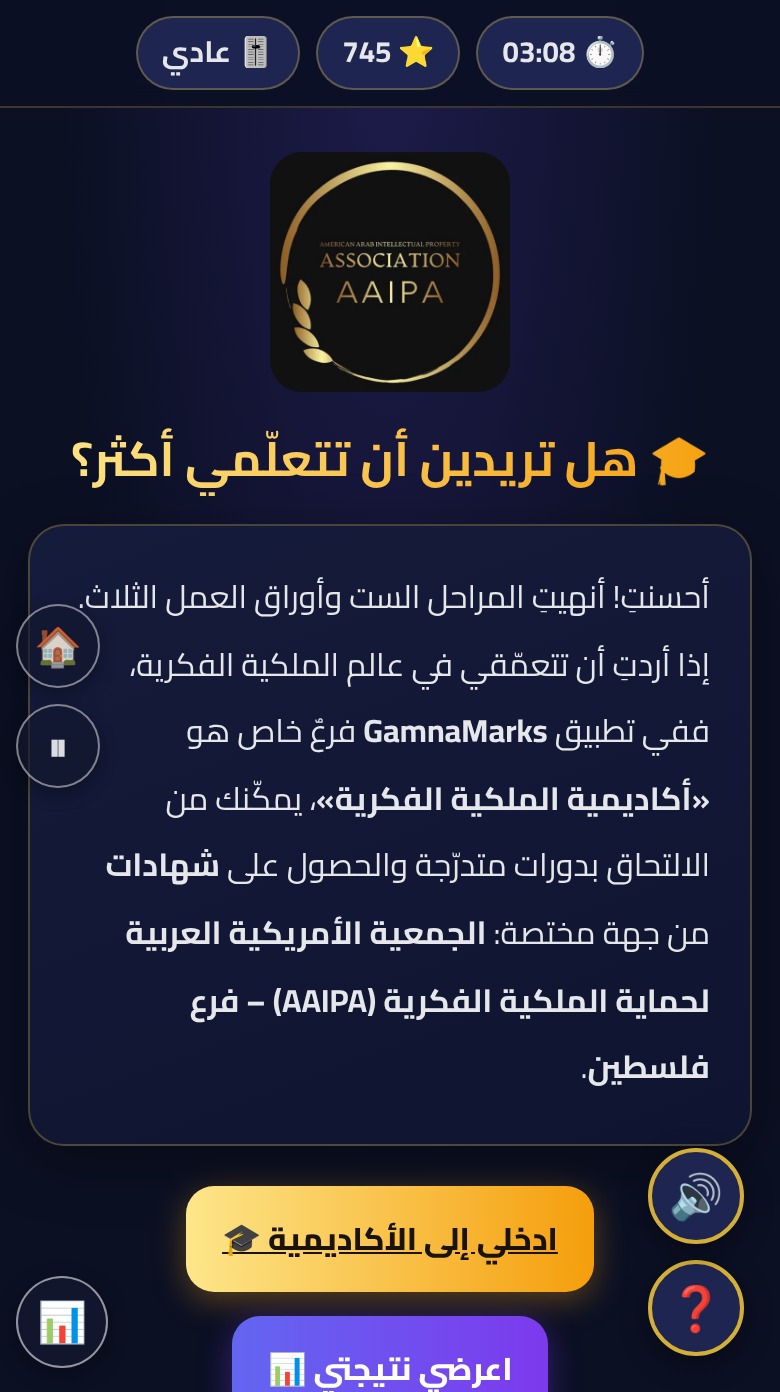 ⏱️ 03:08
⭐ 745
🎚️ عادي
AMERICAN ARAB INTELLECTUAL PROPERTY
ASSOCIATION
AAIPA
🎓 هل تريدين أن تتعلّمي أكثر؟
أحسنتِ! أنهيتِ المراحل الست وأوراق العمل الثلاث.
إذا أردتِ أن تتعمّقي في عالم الملكية الفكرية،
ففي تطبيق GamnaMarks فرعٌ خاص هو
«أكاديمية الملكية الفكرية»، يمكّنك من
الالتحاق بدورات متدرّجة والحصول على شهادات
من جهة مختصة: الجمعية الأمريكية العربية
لحماية الملكية الفكرية (AAIPA) – فرع
فلسطين.
ادخلي إلى الأكاديمية 🎓
اعرضي نتيجتي 📊